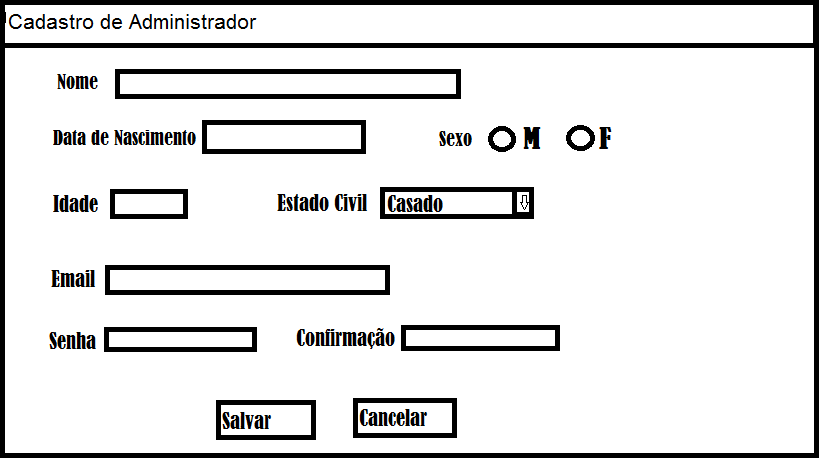 Cadastro de Administrador
Nome
Data de Nascimento Sexo M F
Idade Estado Civil Casado
Email
Senha Confirmação
Salvar Cancelar